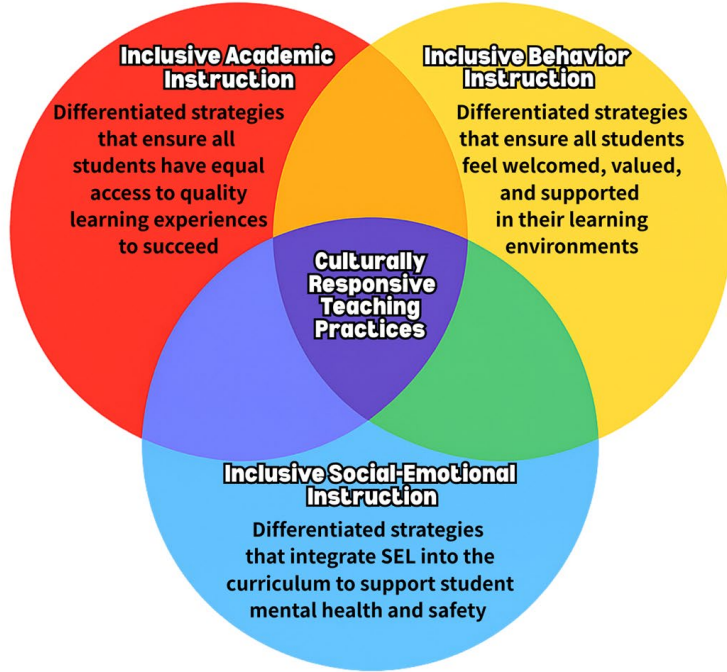 Inclusive Academic
Instruction
Differentiated strategies
that ensure all
students have equal
access to quality
learning experiences
to succeed
Inclusive Behavior
Instruction
Differentiated strategies
that ensure all students
feel welcomed, valued,
and supported
in their learning
environments
Culturally
Responsive
Teaching
Practices
Inclusive Social-Emotional
Instruction
Differentiated strategies
that integrate SEL into the
curriculum to support student
mental health and safety